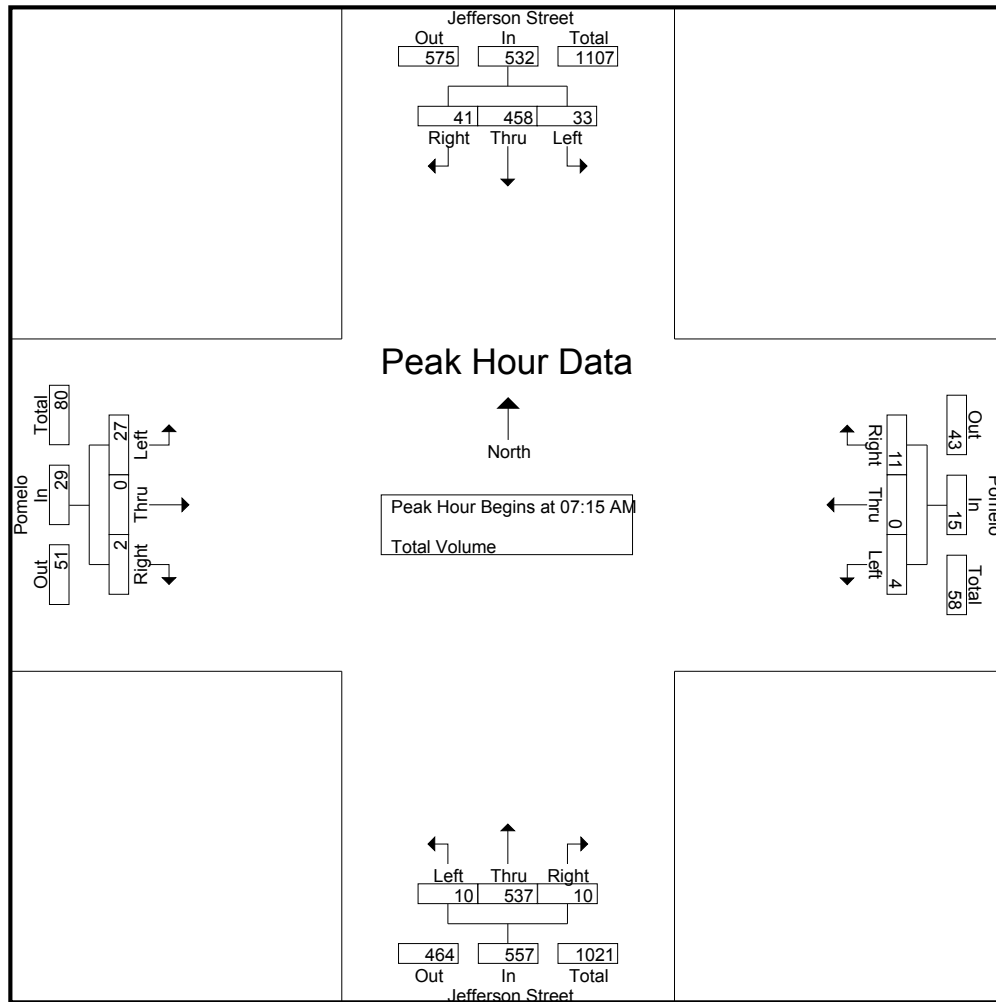 Jefferson Street
Out In Total
575 532 1107
41 458 33
Right Thru Left
Peak Hour Data
North
Peak Hour Begins at 07:15 AM
Total Volume
Pomelo
Out In Total
51 29 80
27 0 2
Left Thru Right
Pomelo
Out In Total
43 15 58
11 0 4
Right Thru Left
Left Thru Right
10 537 10
464 557 1021
Out In Total
Jefferson Street